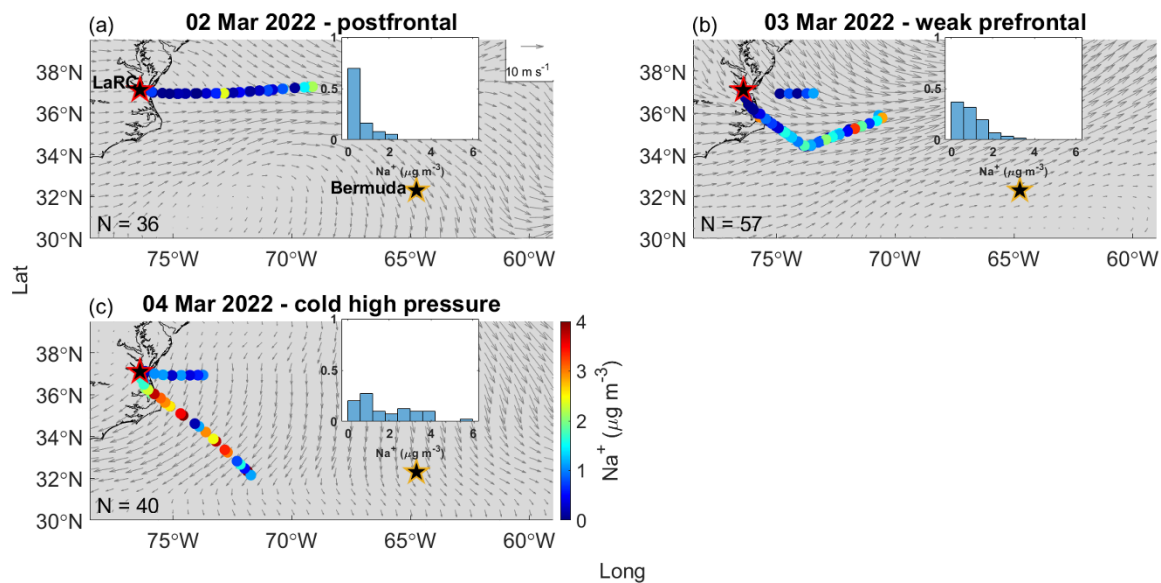 (a) 02 Mar 2022 - postfrontal
38°N
36°N
34°N
32°N
30°N
LaRC
1
0.5
0
0 2 4 6
Na+ (μg m-3)
10 m s-1
Bermuda
N = 36
75°W 70°W 65°W 60°W
(b) 03 Mar 2022 - weak prefrontal
38°N
36°N
34°N
32°N
30°N
1
0.5
0
0 2 4 6
Na+ (μg m-3)
N = 57
75°W 70°W 65°W 60°W
Lat
(c) 04 Mar 2022 - cold high pressure
38°N
36°N
34°N
32°N
30°N
1
0.5
0
0 2 4 6
Na+ (μg m-3)
N = 40
75°W 70°W 65°W 60°W
4
3
2
1
0
Na+ (μg m-3)
Long